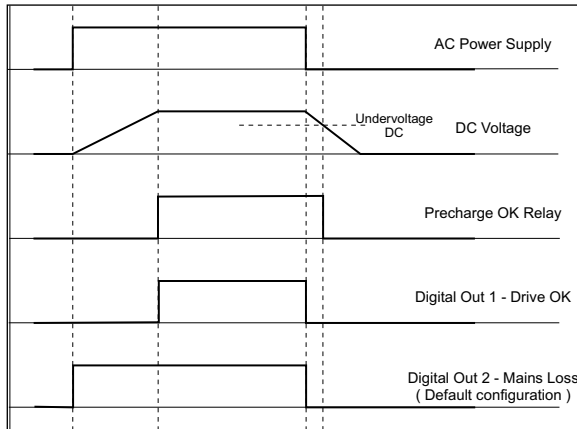 AC Power Supply
Undervoltage
DC
DC Voltage
Precharge OK Relay
Digital Out 1 - Drive OK
Digital Out 2 - Mains Loss
( Default configuration )